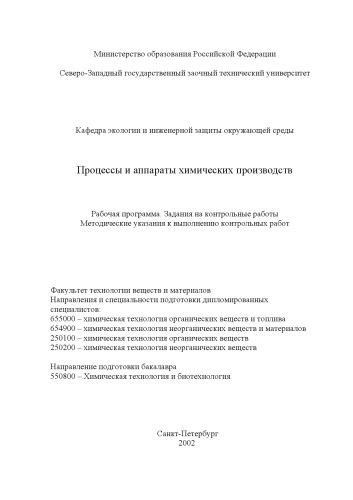 Министерство образования Российской Федерации
Северо-Западный государственный заочный технический университет
Кафедра экологии и инженерной защиты окружающей среды
Процессы и аппараты химических производств
Рабочая программа. Задания на контрольные работы
Методические указания к выполнению контрольных работ
Факультет технологии веществ и материалов
Направления и специальности подготовки дипломированных
специалистов:
655000 – химическая технология органических веществ и топлива
654900 – химическая технология неорганических веществ и материалов
250100 – химическая технология органических веществ
250200 – химическая технология неорганических веществ
Направление подготовки бакалавра
550800 – Химическая технология и биотехнология
Санкт-Петербург
2002